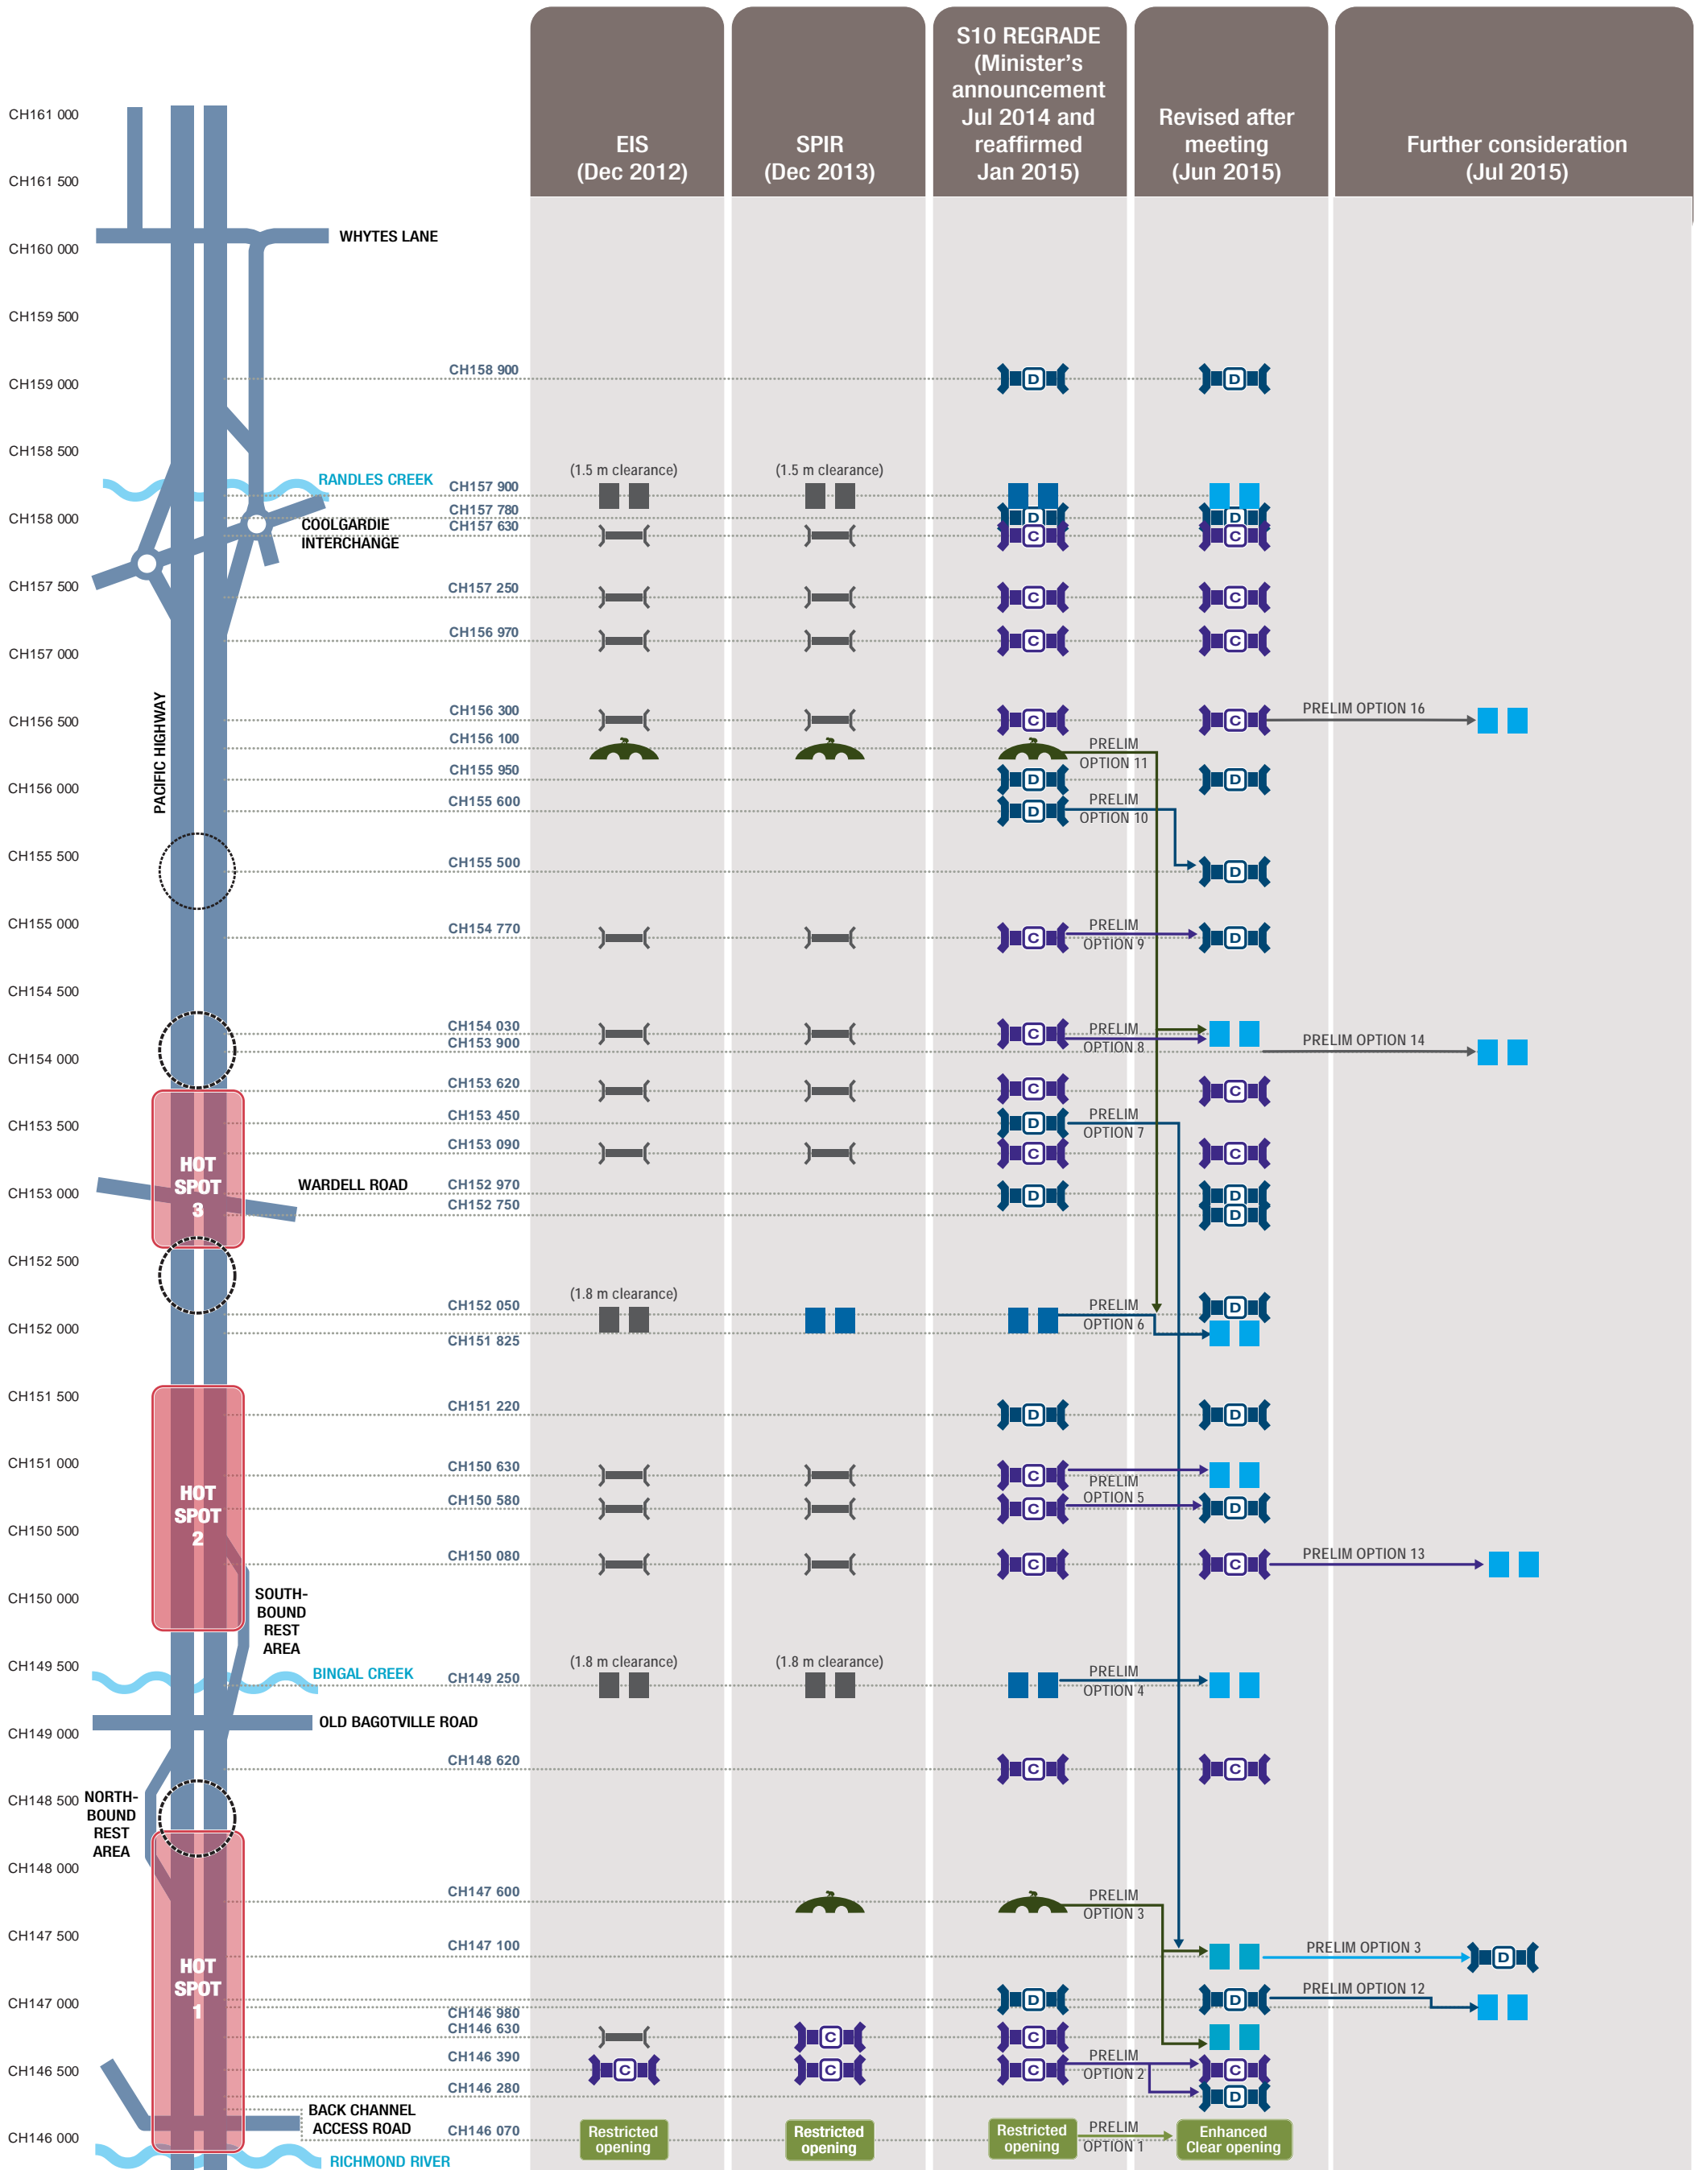 EIS
(Dec 2012)
SPIR
(Dec 2013)
S10 REGRADE
(Minister's
announcement
Jul 2014 and
reaffirmed
Jan 2015)
Revised after
meeting
(Jun 2015)
Further consideration
(Jul 2015)
CH161 000
CH161 500
WHYTES LANE
CH160 000
CH159 500
CH158 900
D
D
CH159 000
CH158 500
RANDLES CREEK
(1.5 m clearance)
(1.5 m clearance)
CH157 900
CH157 780
D
D
CH158 000
COOLGARDIE
INTERCHANGE
CH157 630
C
C
CH157 500
CH157 250
C
C
CH156 970
C
C
CH157 000
PACIFIC HIGHWAY
CH156 300
C
C
PRELIM OPTION 16
CH156 500
CH156 100
PRELIM
OPTION 11
CH155 950
D
D
CH156 000
CH155 600
D
PRELIM
OPTION 10
CH155 500
CH155 500
D
CH155 000
CH154 770
C
PRELIM
OPTION 9
D
CH154 500
CH154 030
C
PRELIM
OPTION 8
CH153 900
PRELIM OPTION 14
CH154 000
CH153 620
C
C
CH153 450
D
PRELIM
OPTION 7
CH153 500
CH153 090
C
C
HOT
SPOT
3
WARDELL ROAD
CH153 000
CH152 970
D
D
CH152 750
D
CH152 500
(1.8 m clearance)
CH152 050
PRELIM
OPTION 6
D
CH152 000
CH151 825
CH151 500
CH151 220
D
D
CH151 000
CH150 630
C
PRELIM
OPTION 5
HOT
SPOT
2
CH150 580
C
D
CH150 500
CH150 080
C
C
PRELIM OPTION 13
CH150 000
SOUTH-
BOUND
REST
AREA
CH149 500
BINGAL CREEK
(1.8 m clearance)
(1.8 m clearance)
CH149 250
PRELIM
OPTION 4
OLD BAGOTVILLE ROAD
CH149 000
CH148 620
C
C
CH148 500
NORTH-
BOUND
REST
AREA
CH148 000
CH147 600
PRELIM
OPTION 3
CH147 500
CH147 100
PRELIM OPTION 3
D
HOT
SPOT
1
CH147 000
D
D
PRELIM OPTION 12
CH146 980
CH146 630
C
C
CH146 390
C
C
C
PRELIM
OPTION 2
C
CH146 500
CH146 280
D
BACK CHANNEL
ACCESS ROAD
CH146 070
Restricted
opening
Restricted
opening
Restricted
opening
PRELIM
OPTION 1
Enhanced
Clear opening
CH146 000
RICHMOND RIVER